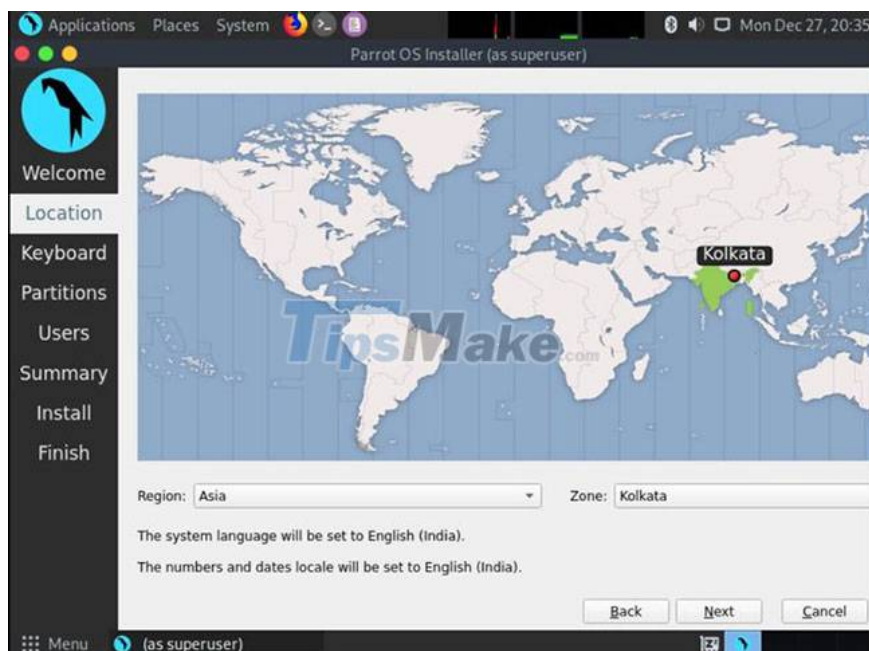 Applications Places System Mon Dec 27, 20:35
Parrot OS Installer (as superuser)
Welcome
Location
Keyboard
Partitions
Users
Summary
Install
Finish
Kolkata
TipsMake.com
Region: Asia Zone: Kolkata
The system language will be set to English (India).
The numbers and dates locale will be set to English (India).
Back Next Cancel
Menu (as superuser)